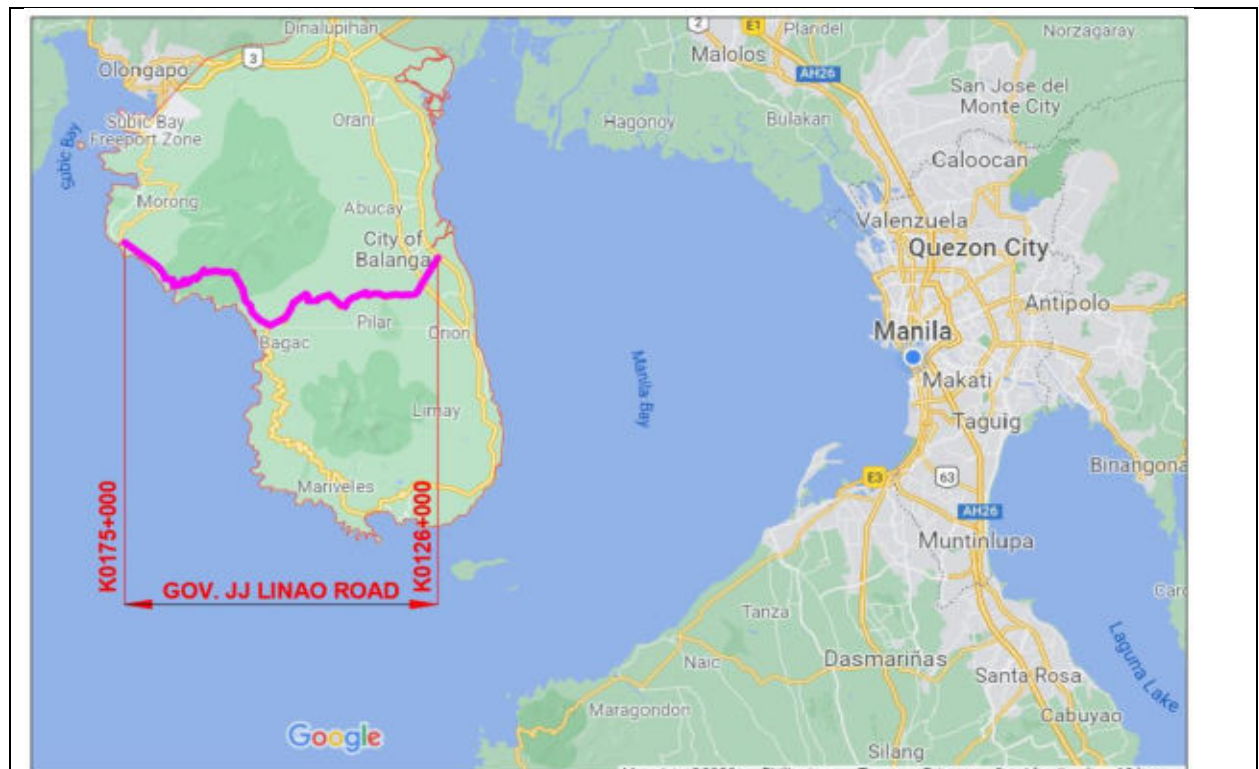 Dinalupihan
2
E1
Plaridel
Norzagaray
3
Malolos
Olongapo
AH26
San Jose del
Monte City
Subic Bay
Freeport Zone
Orani
Hagonoy
Bulakan
Subic Bay
Caloocan
Morong
Abucay
Valenzuela
City of
Balanga
Quezon City
Antipolo
Pilar
Orion
Manila
Bagac
Manila Bay
Makati
Limay
Taguig
Binangona
Mariveles
E3
63
K0175+000
K0126+000
AH26
Muntinlupa
GOV. JJ LINAO ROAD
Tanza
Naic
Dasmariñas
Santa Rosa
Laguna Lake
Maragondon
Cabuyao
Google
Silang